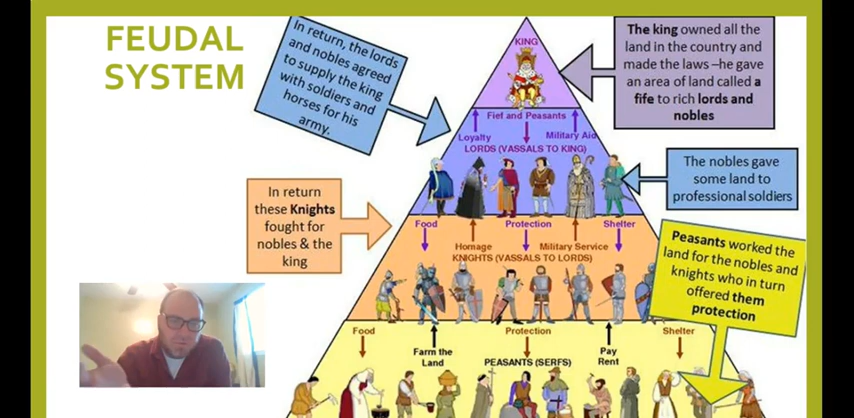 FEUDAL
SYSTEM
In return, the lords
and nobles agreed
to supply the king
with soldiers and
horses for his
army.
KING
The king owned all the
land in the country and
made the laws –he gave
an area of land called a
fife to rich lords and
nobles
Fief and Peasants
Loyalty
Military Aid
LORDS (VASSALS TO KING)
The nobles gave
some land to
professional soldiers
In return
these Knights
fought for
nobles & the
king
Food
Protection
Shelter
Homage
Military Service
KNIGHTS (VASSALS TO LORDS)
Peasants worked the
land for the nobles and
knights who in turn
offered them
protection
Food
Protection
Shelter
Farm the
Land
Pay
Rent
PEASANTS (SERFS)